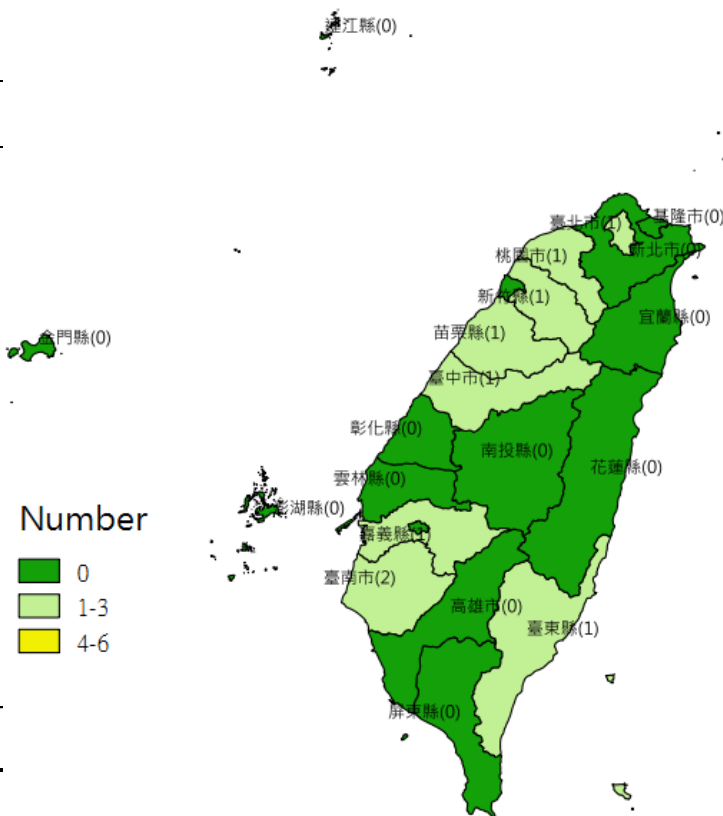 連江縣(0)
臺北市(1)
基隆市(0)
新北市(0)
桃園市(1)
新竹縣(1)
宜蘭縣(0)
苗栗縣(1)
金門縣(0)
臺中市(1)
彰化縣(0)
南投縣(0)
花蓮縣(0)
雲林縣(0)
澎湖縣(0)
嘉義縣(1)
臺南市(2)
高雄市(0)
臺東縣(1)
屏東縣(0)
Number
0
1-3
4-6